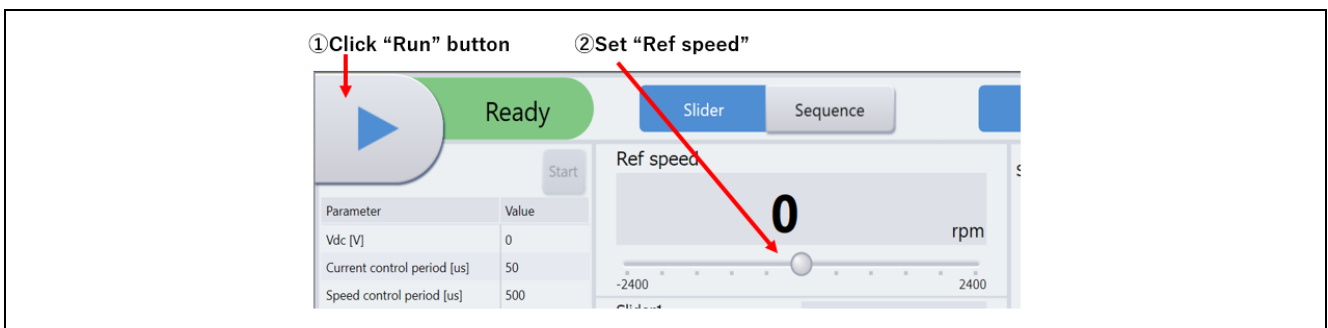 ①Click “Run” button ②Set “Ref speed”
Ready Slider Sequence
Start
Ref speed
0
rpm
-2400 2400
Parameter Value
Vdc [V] 0
Current control period [us] 50
Speed control period [us] 500